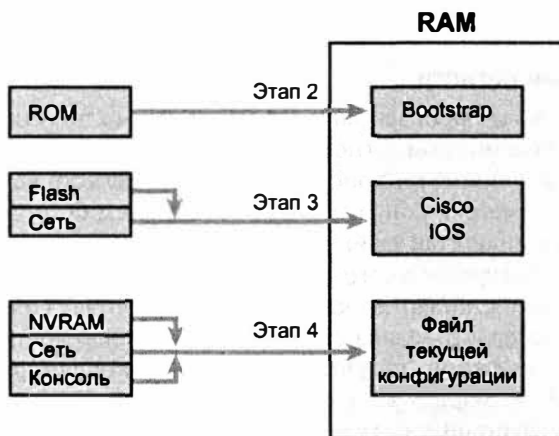 RAM
ROM
Этап 2
Bootstrap
Flash
Сеть
Этап 3
Cisco
IOS
NVRAM
Сеть
Консоль
Этап 4
Файл
текущей
конфигурации